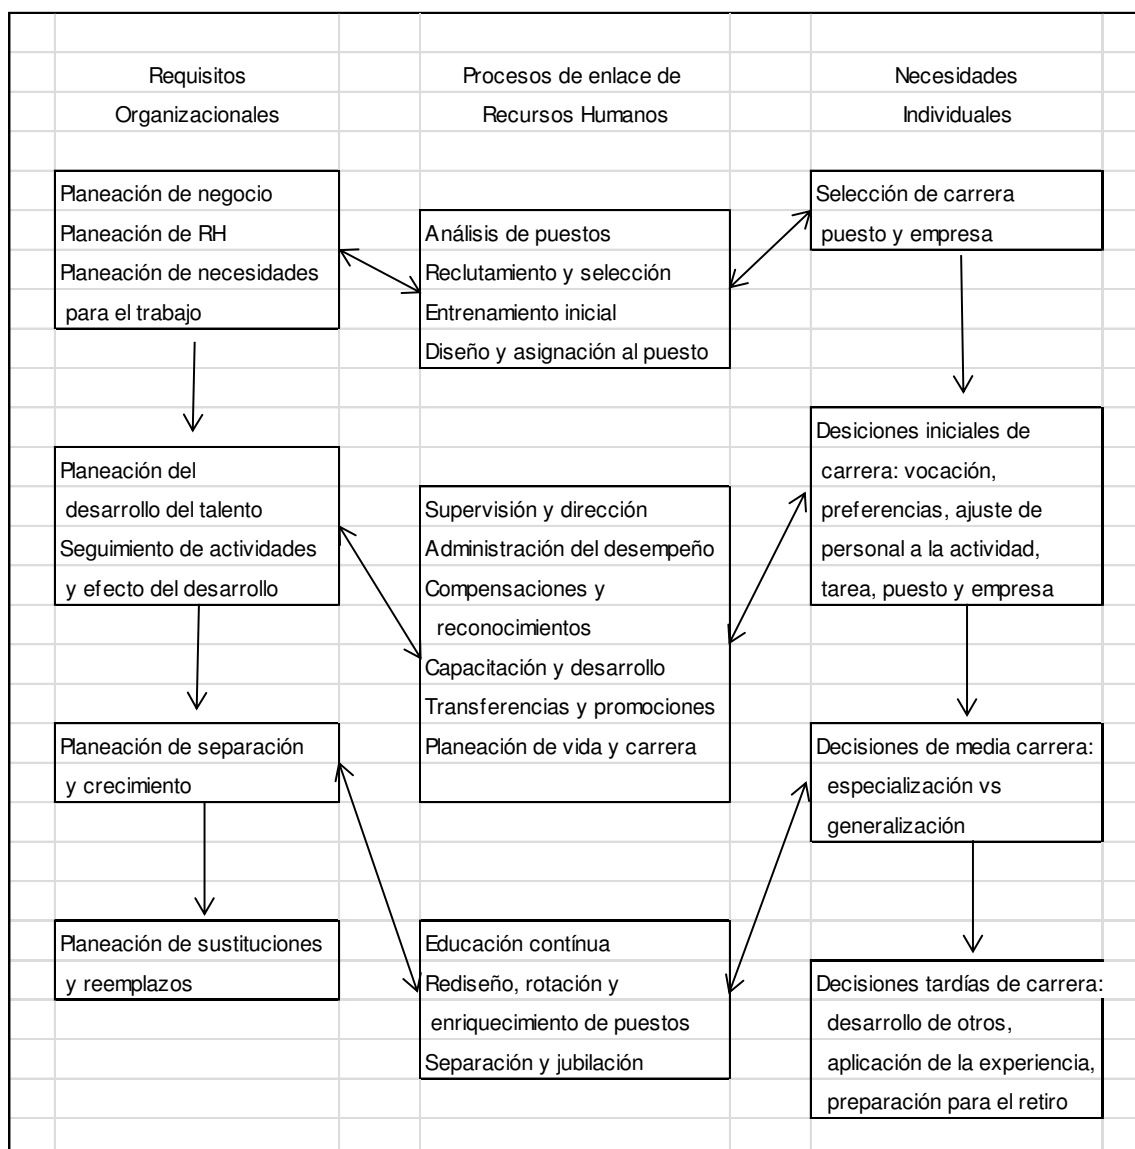 Requisitos
Organizacionales
Procesos de enlace de
Recursos Humanos
Necesidades
Individuales
Planeación de negocio
Planeación de RH
Planeación de necesidades
para el trabajo
Análisis de puestos
Reclutamiento y selección
Entrenamiento inicial
Diseño y asignación al puesto
Selección de carrera
puesto y empresa
Planeación del
desarrollo del talento
Seguimiento de actividades
y efecto del desarrollo
Supervisión y dirección
Administración del desempeño
Compensaciones y
reconocimientos
Capacitación y desarrollo
Transferencias y promociones
Planeación de vida y carrera
Desiciones iniciales de
carrera: vocación,
preferencias, ajuste de
personal a la actividad,
tarea, puesto y empresa
Planeación de separación
y crecimiento
Decisiones de media carrera:
especialización vs
generalización
Planeación de sustituciones
y reemplazos
Educación contínua
Rediseño, rotación y
enriquecimiento de puestos
Separación y jubilación
Decisiones tardías de carrera:
desarrollo de otros,
aplicación de la experiencia,
preparación para el retiro